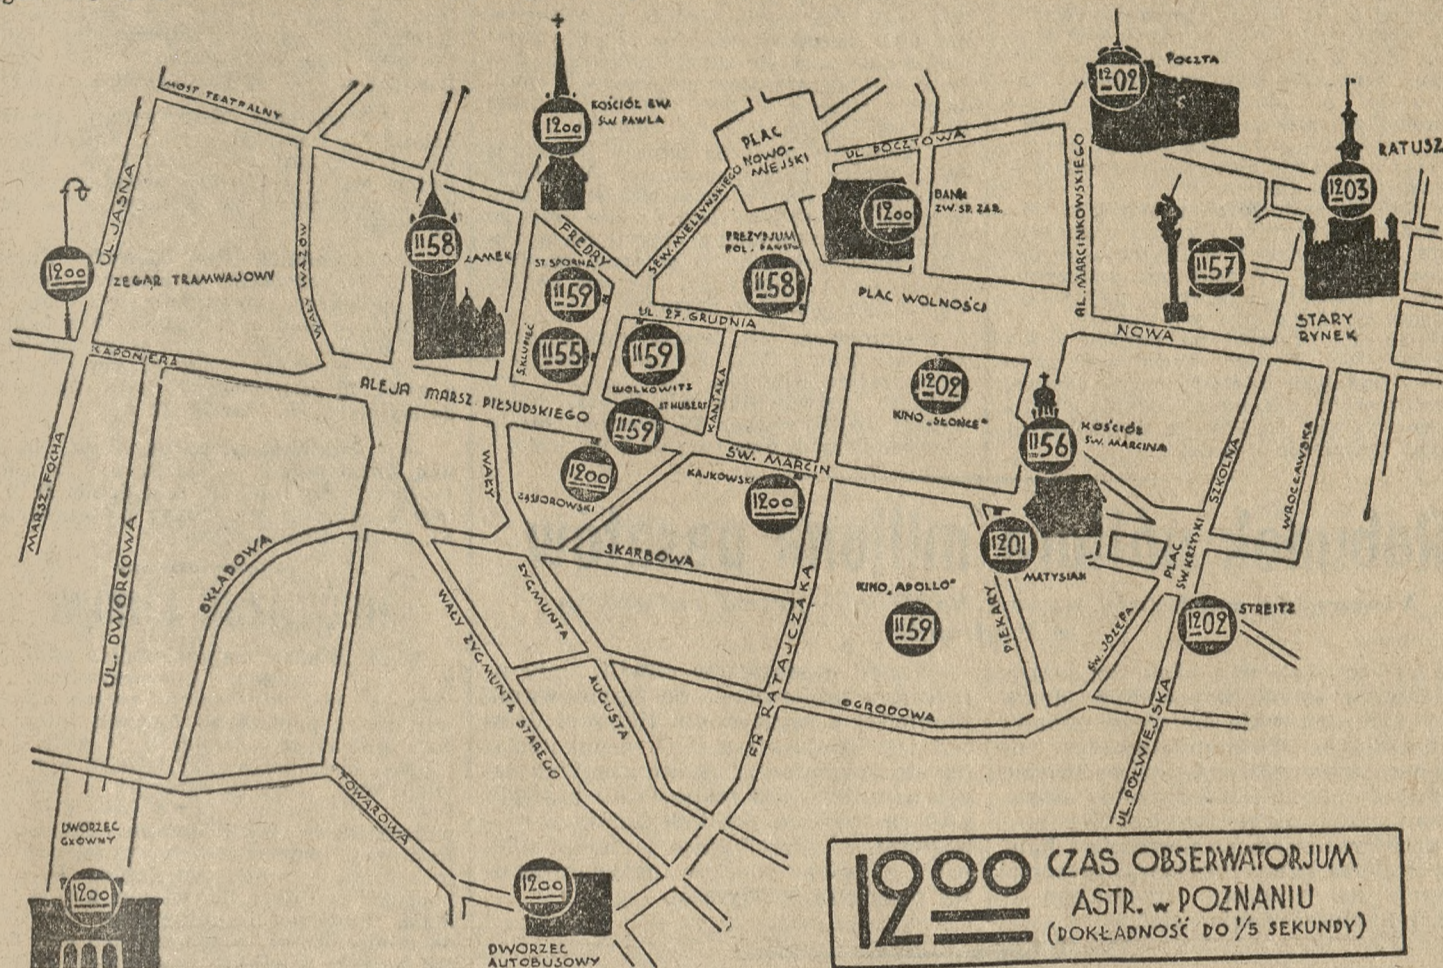 MOST TEATRALNY
UL. JASNA
12 00
ZEGAR TRAMWAJOWY
WAŁY WAZÓW
KAPONIERA
12 00
KOŚCIÓŁ EWA
ŚW. PAWŁA
11 58
ZAMEK
FREDRY
ST. SPORNA
11 59
S. KLUPIEĆ
11 55
SEW. MIELŻYŃSKIEGO
PLAC
NOWO-
MIEJSKI
UL. POCZTOWA
12 00
BANK
ZW. SP. ZAR.
PREZYDJUM
POL. PAŃSTW.
11 58
UL. 27. GRUDNIA
PLAC WOLNOŚCI
12 02
POCZTA
AL. MARCINKOWSKIEGO
12 03
RATUSZ
11 57
STARY
RYNEK
NOWA
11 59
WOLKOWITZ
ST. HUBERT
11 59
KANTAKA
ALEJA MARSZ PIŁSUDSKIEGO
12 02
KINO „SŁOŃCE"
11 56
KOŚCIÓŁ
ŚW. MARCINA
SZKOLNA
WROCŁAWSKA
ŚW. MARCIN
WAŁY
12 00
GĄSIOROWSKI
KAJKOWSKI
12 00
MARSZ. FOCHA
UL. DWORCOWA
SKŁADOWA
SKARBOWA
12 01
MATYSIAK
PLAC
ŚW. KRZYSKI
WAŁY ZYGMUNTA STAREGO
ZYGMUNTA
AUGUSTA
FR. RATAJCZAKA
KINO „APOLLO"
11 59
PIEKARY
ŚW. JÓZEFA
12 02
STREITZ
OGRODOWA
UL. PÓŁWIEJSKA
TOWAROWA
DWORZEC
GŁÓWNY
12 00
12 00
DWORZEC
AUTOBUSOWY
12 00 CZAS OBSERWATORJUM
ASTR. w POZNANIU
(DOKŁADNOŚĆ DO 1/5 SEKUNDY)